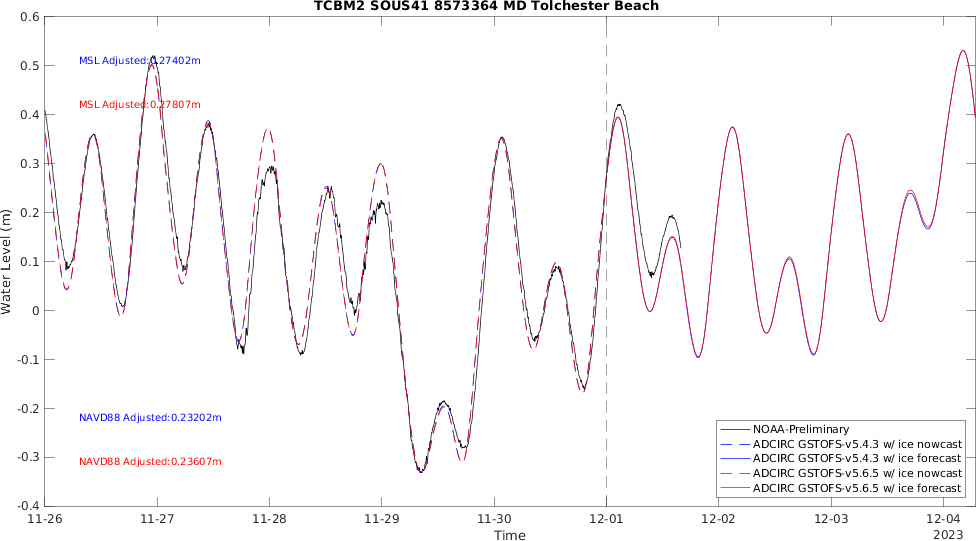 TCBM2 SOUS41 8573364 MD Tolchester Beach
0.6
0.5
0.4
0.3
0.2
0.1
0
-0.1
-0.2
-0.3
-0.4
Water Level (m)
MSL Adjusted:0.27402m
MSL Adjusted:0.27807m
NAVD88 Adjusted:0.23202m
NAVD88 Adjusted:0.23607m
NOAA-Preliminary
ADCIRC GSTOFS-v5.4.3 w/ ice nowcast
ADCIRC GSTOFS-v5.4.3 w/ ice forecast
ADCIRC GSTOFS-v5.6.5 w/ ice nowcast
ADCIRC GSTOFS-v5.6.5 w/ ice forecast
11-26 11-27 11-28 11-29 11-30 12-01 12-02 12-03 12-04
2023
Time